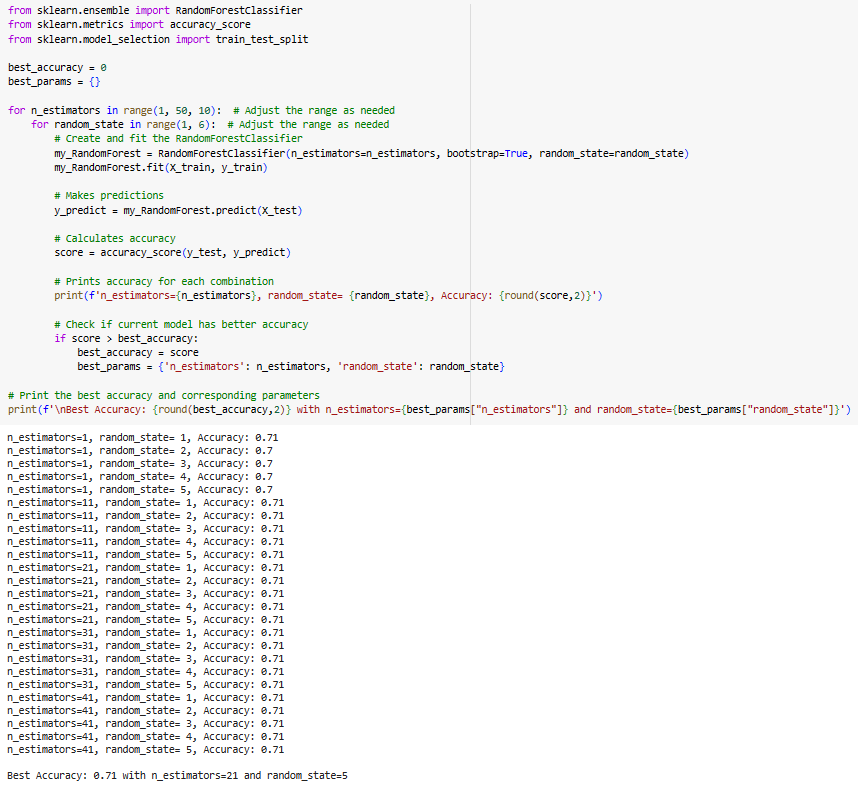 from sklearn.ensemble import RandomForestClassifier
from sklearn.metrics import accuracy_score
from sklearn.model_selection import train_test_split

best_accuracy = 0
best_params = {}

for n_estimators in range(1, 50, 10):  # Adjust the range as needed
    for random_state in range(1, 6):  # Adjust the range as needed
        # Create and fit the RandomForestClassifier
        my_RandomForest = RandomForestClassifier(n_estimators=n_estimators, bootstrap=True, random_state=random_state)
        my_RandomForest.fit(X_train, y_train)

        # Makes predictions
        y_predict = my_RandomForest.predict(X_test)

        # Calculates accuracy
        score = accuracy_score(y_test, y_predict)

        # Prints accuracy for each combination
        print(f'n_estimators={n_estimators}, random_state= {random_state}, Accuracy: {round(score,2)}')

        # Check if current model has better accuracy
        if score > best_accuracy:
            best_accuracy = score
            best_params = {'n_estimators': n_estimators, 'random_state': random_state}

# Print the best accuracy and corresponding parameters
print(f'\nBest Accuracy: {round(best_accuracy,2)} with n_estimators={best_params["n_estimators"]} and random_state={best_params["random_state"]}')
n_estimators=1, random_state= 1, Accuracy: 0.71
n_estimators=1, random_state= 2, Accuracy: 0.7
n_estimators=1, random_state= 3, Accuracy: 0.7
n_estimators=1, random_state= 4, Accuracy: 0.7
n_estimators=1, random_state= 5, Accuracy: 0.7
n_estimators=11, random_state= 1, Accuracy: 0.71
n_estimators=11, random_state= 2, Accuracy: 0.71
n_estimators=11, random_state= 3, Accuracy: 0.71
n_estimators=11, random_state= 4, Accuracy: 0.71
n_estimators=11, random_state= 5, Accuracy: 0.71
n_estimators=21, random_state= 1, Accuracy: 0.71
n_estimators=21, random_state= 2, Accuracy: 0.71
n_estimators=21, random_state= 3, Accuracy: 0.71
n_estimators=21, random_state= 4, Accuracy: 0.71
n_estimators=21, random_state= 5, Accuracy: 0.71
n_estimators=31, random_state= 1, Accuracy: 0.71
n_estimators=31, random_state= 2, Accuracy: 0.71
n_estimators=31, random_state= 3, Accuracy: 0.71
n_estimators=31, random_state= 4, Accuracy: 0.71
n_estimators=31, random_state= 5, Accuracy: 0.71
n_estimators=41, random_state= 1, Accuracy: 0.71
n_estimators=41, random_state= 2, Accuracy: 0.71
n_estimators=41, random_state= 3, Accuracy: 0.71
n_estimators=41, random_state= 4, Accuracy: 0.71
n_estimators=41, random_state= 5, Accuracy: 0.71

Best Accuracy: 0.71 with n_estimators=21 and random_state=5